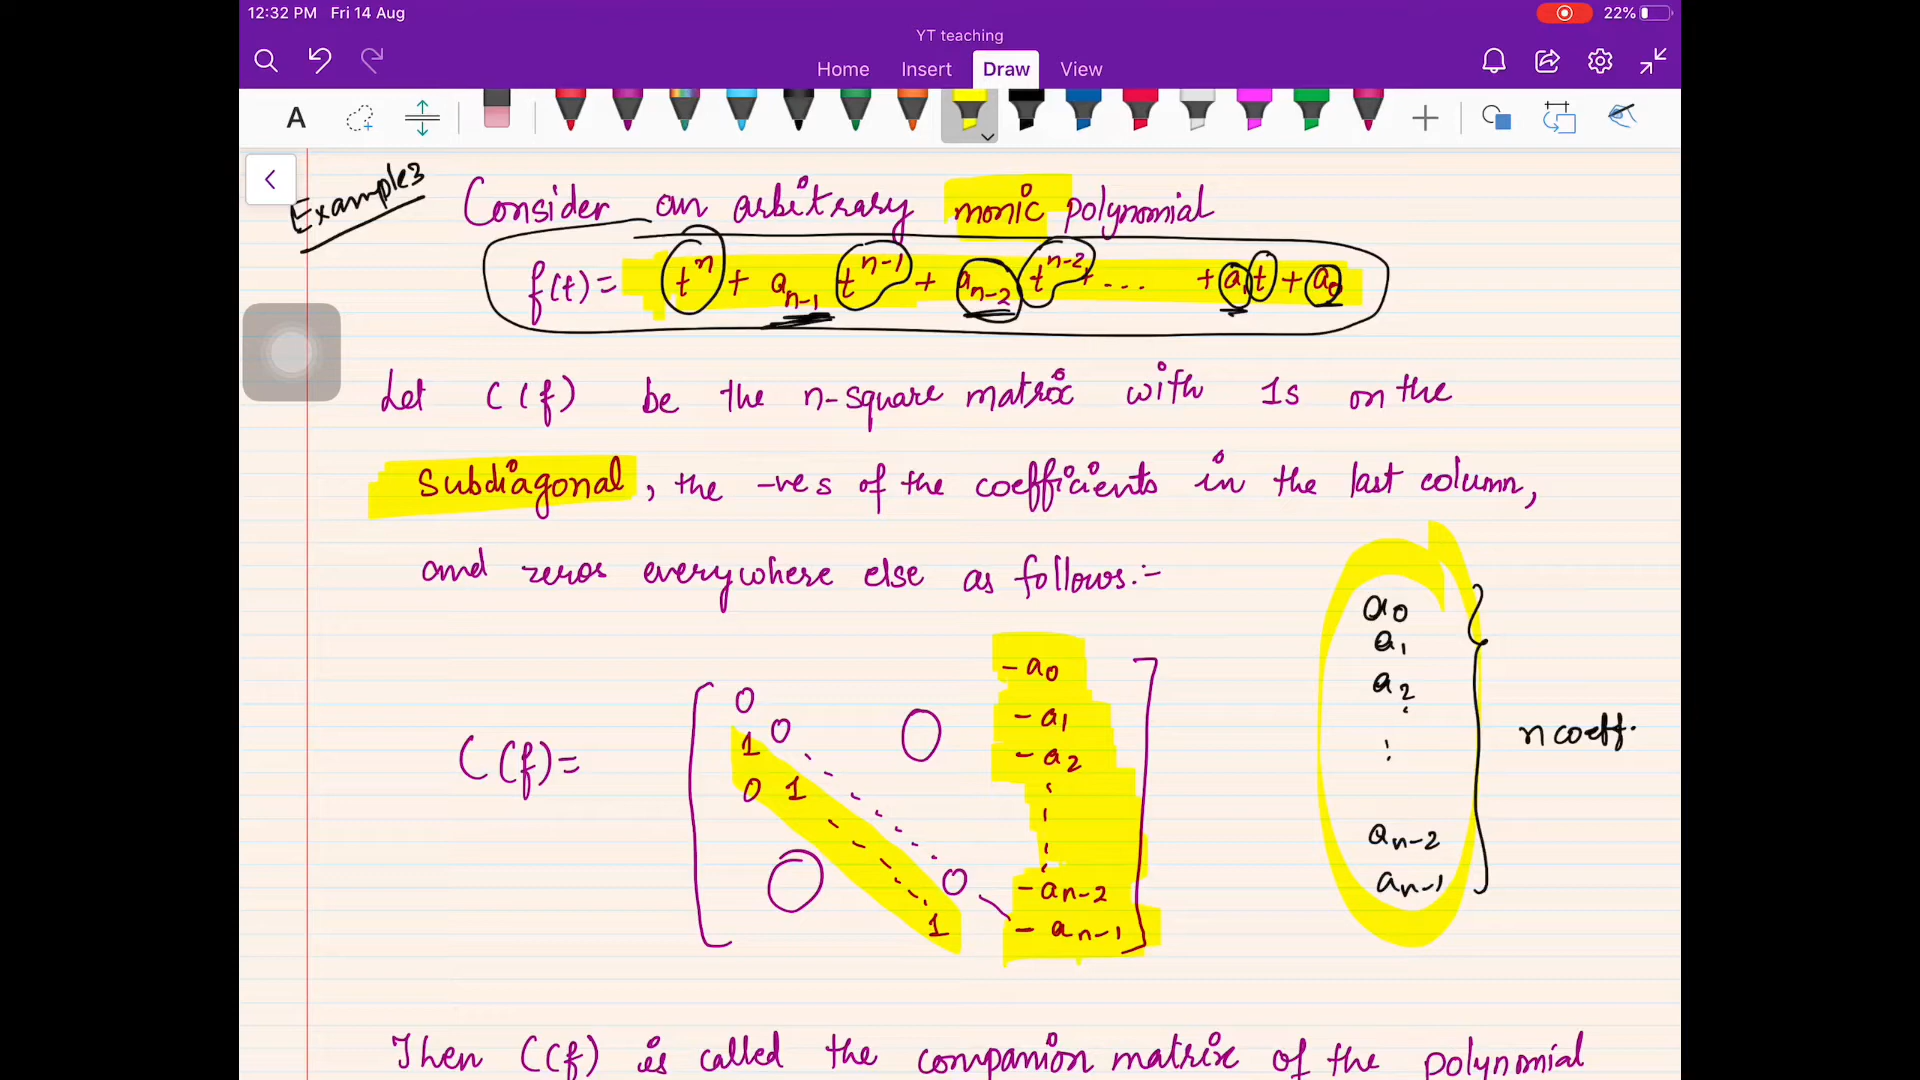 12:32 PM Fri 14 Aug
22%
YT teaching
Home Insert Draw View
A
Examples
Consider an arbitrary monic polynomial
f(t) = t^n + a_{n-1} t^{n-1} + a_{n-2} t^{n-2} + ... + a_1 t + a_0
Let C(f) be the n-square matrix with 1s on the
Subdiagonal, the -ves of the coefficients in the last column,
and zeros everywhere else as follows:-
C(f) =
0 -a_0
1 0 0 -a_1
0 1 -a_2
0 0 -a_{n-2}
1 -a_{n-1}
a_0
a_1
a_2
a_{n-2}
a_{n-1}
n coeff.
Then C(f) is called the companion matrix of the polynomial